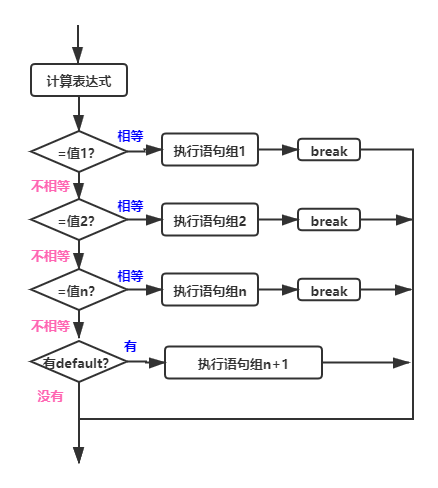 计算表达式
相等
=值1?
执行语句组1
break
不相等
相等
=值2?
执行语句组2
break
不相等
相等
=值n?
执行语句组n
break
不相等
有
有default?
执行语句组n+1
没有